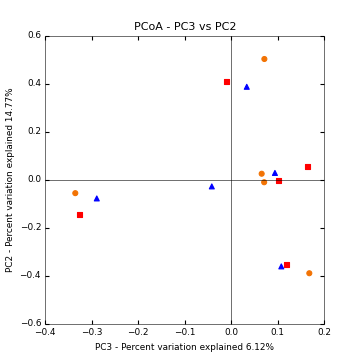 PCoA - PC3 vs PC2
0.6
0.4
0.2
0.0
−0.2
−0.4
−0.6
PC2 - Percent variation explained 14.77%
−0.4 −0.3 −0.2 −0.1 0.0 0.1 0.2
PC3 - Percent variation explained 6.12%